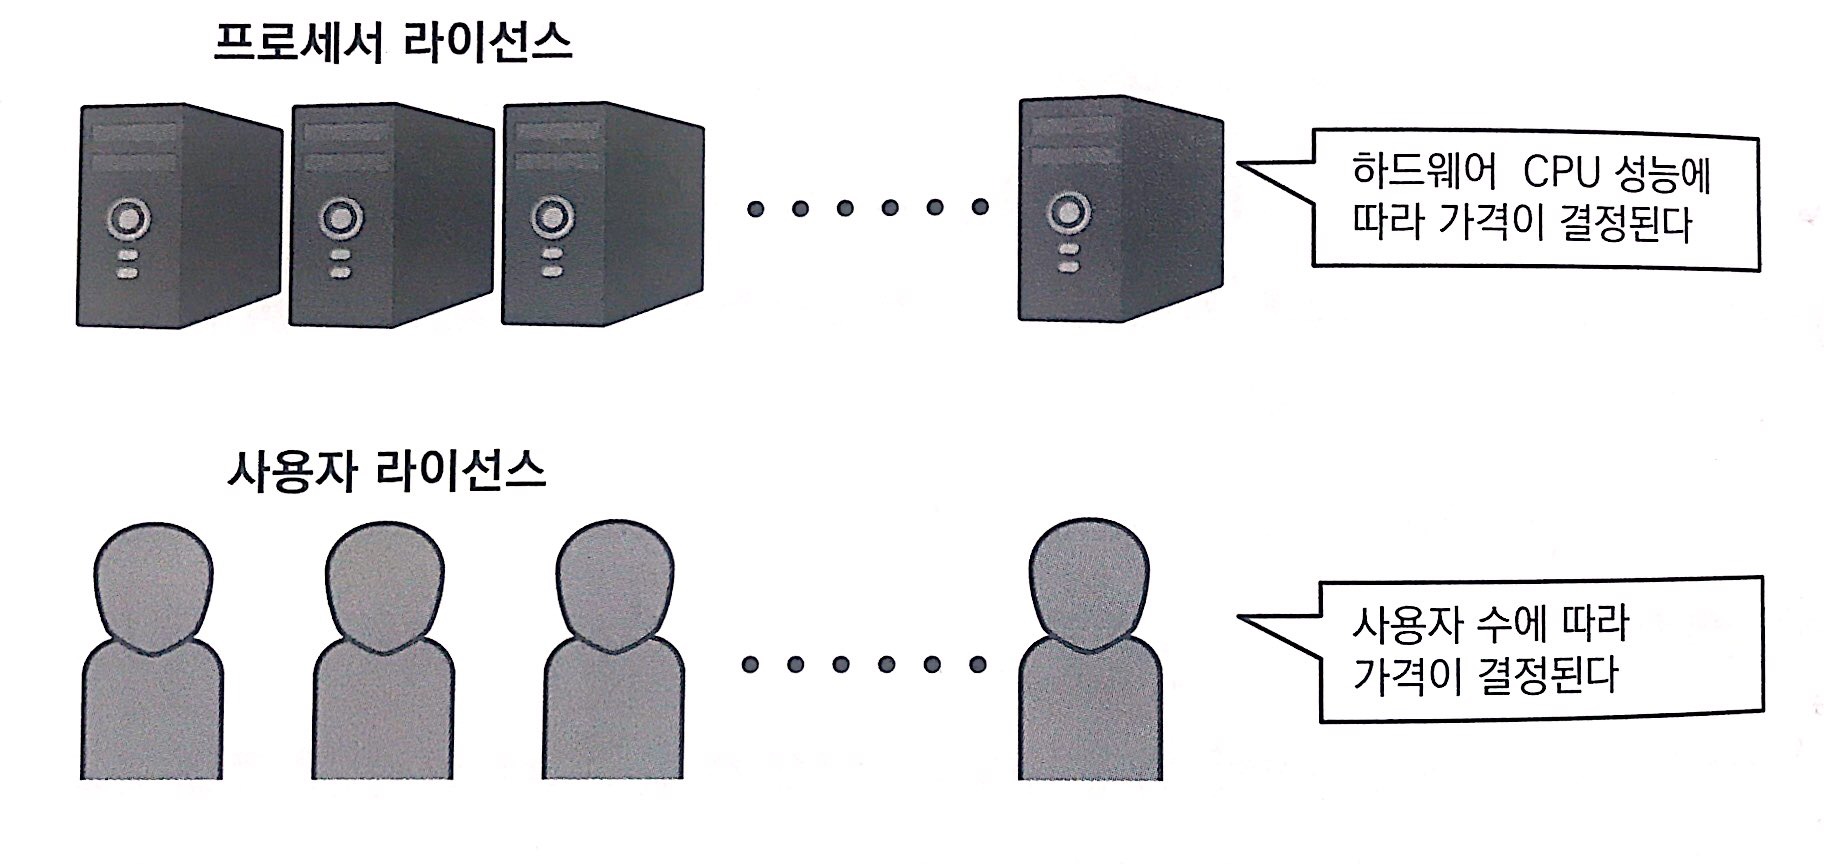 프로세서 라이선스
하드웨어 CPU 성능에
따라 가격이 결정된다
사용자 라이선스
사용자 수에 따라
가격이 결정된다